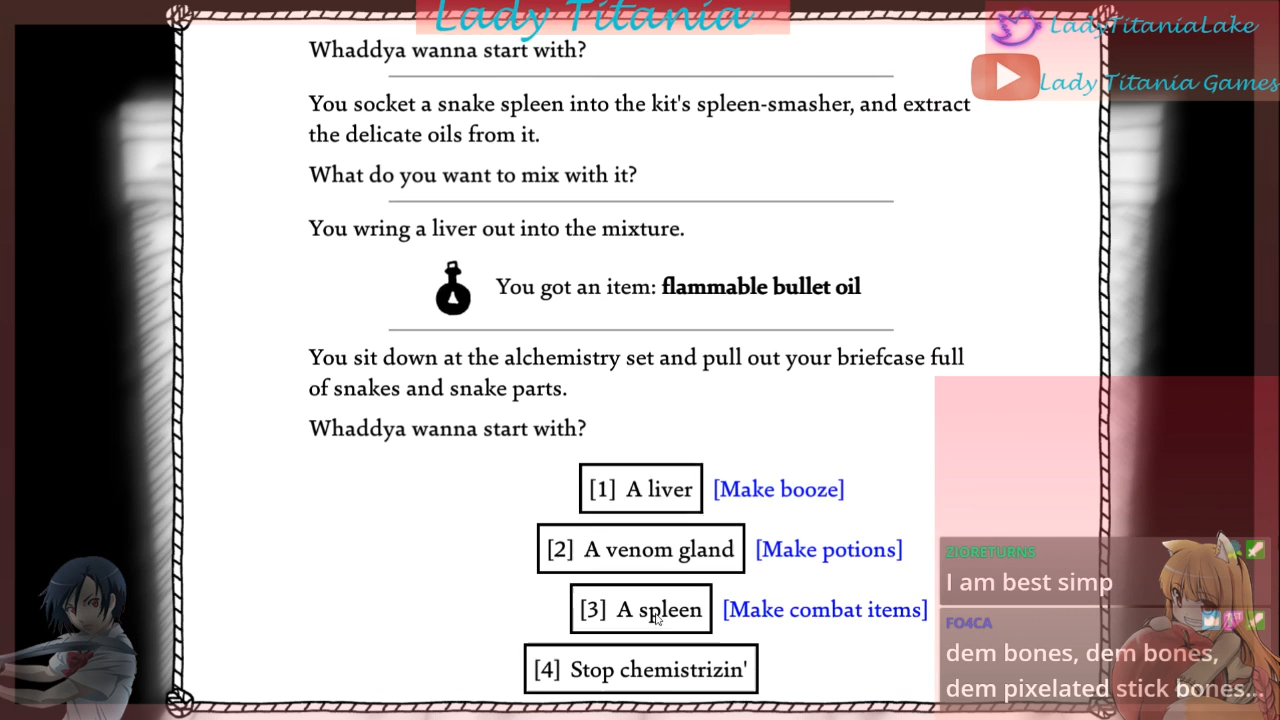 Lady Titania
LadyTitaniaLake
Lady Titania Games
Whaddya wanna start with?
You socket a snake spleen into the kit's spleen-smasher, and extract
the delicate oils from it.
What do you want to mix with it?
You wring a liver out into the mixture.
You got an item: flammable bullet oil
You sit down at the alchemistry set and pull out your briefcase full
of snakes and snake parts.
Whaddya wanna start with?
[1] A liver [Make booze]
[2] A venom gland [Make potions]
[3] A spleen [Make combat items]
[4] Stop chemistrizin'
ZIORETURNS
I am best simp
FO4CA
dem bones, dem bones,
dem pixelated stick bones...